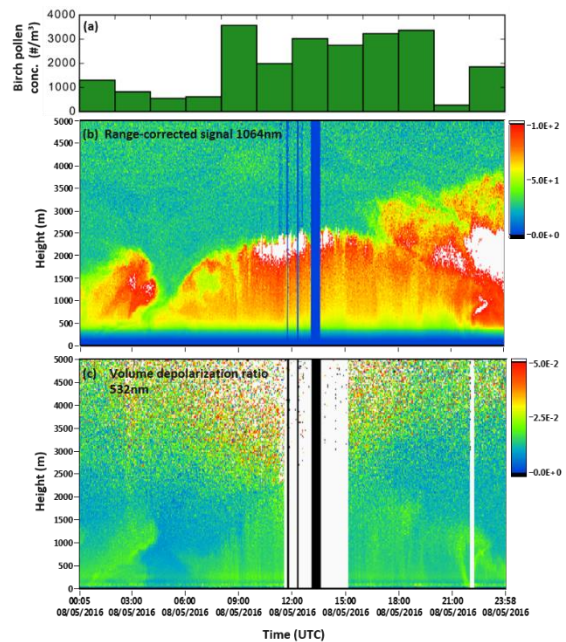 Birch pollen
conc. (#/m³)
4000
3000
2000
1000
0
(a)
5000
4500
4000
3500
3000
2500
2000
1500
1000
500
0
Height (m)
(b) Range-corrected signal 1064nm
1.0E+2
5.0E+1
0.0E+0
5000
4500
4000
3500
3000
2500
2000
1500
1000
500
0
Height (m)
(c) Volume depolarization ratio
532nm
5.0E-2
2.5E-2
0.0E+0
00:05 03:00 06:00 09:00 12:00 15:00 18:00 21:00 23:58
08/05/2016 08/05/2016 08/05/2016 08/05/2016 08/05/2016 08/05/2016 08/05/2016 08/05/2016 08/05/2016
Time (UTC)